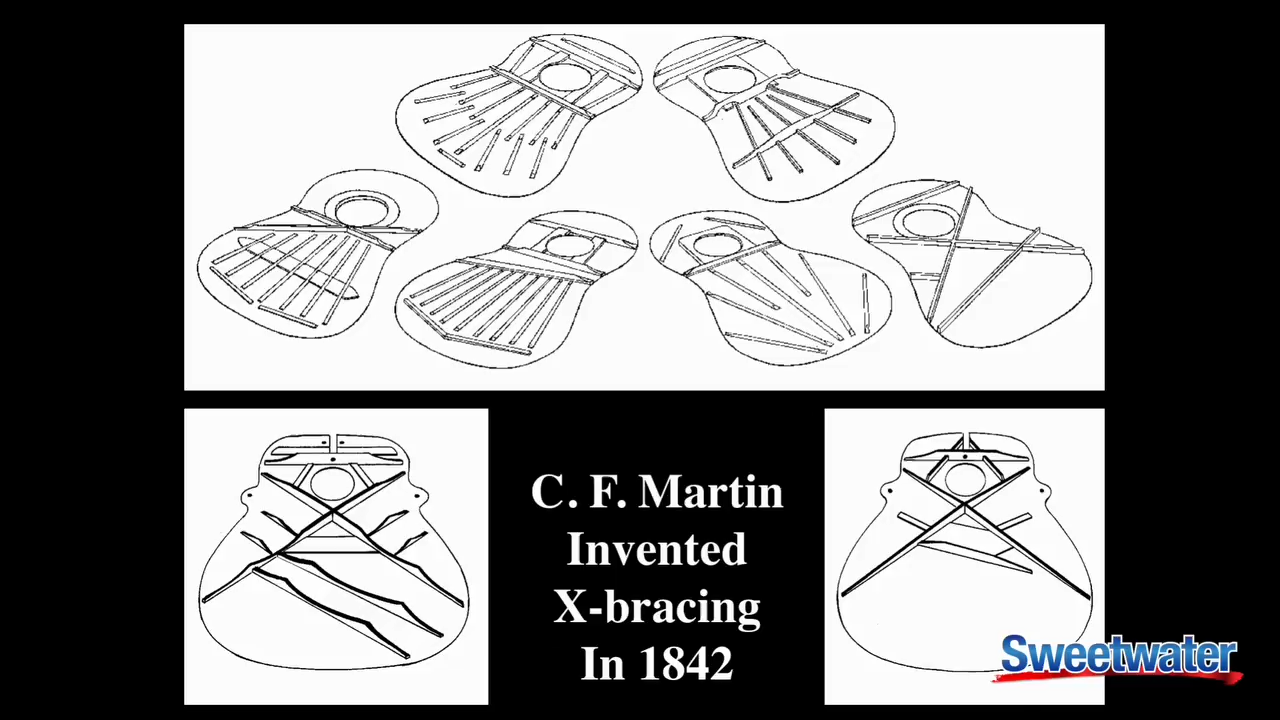 C. F. Martin
Invented
X-bracing
In 1842
Sweetwater